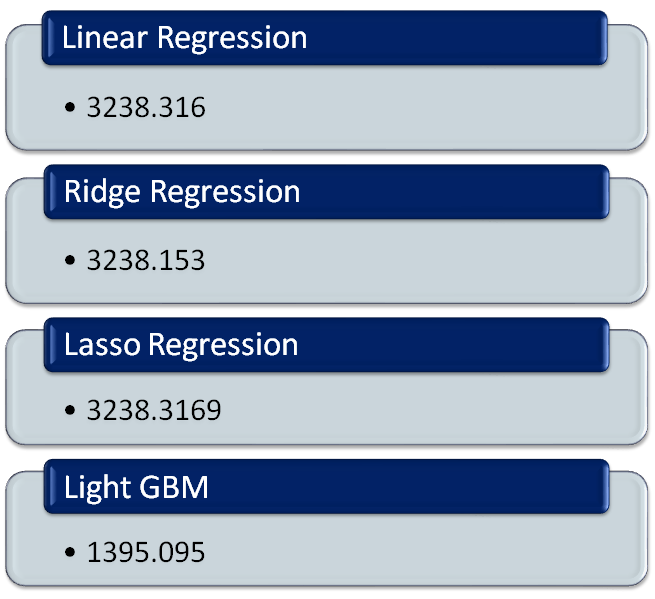 Linear Regression
• 3238.316
Ridge Regression
• 3238.153
Lasso Regression
• 3238.3169
Light GBM
• 1395.095